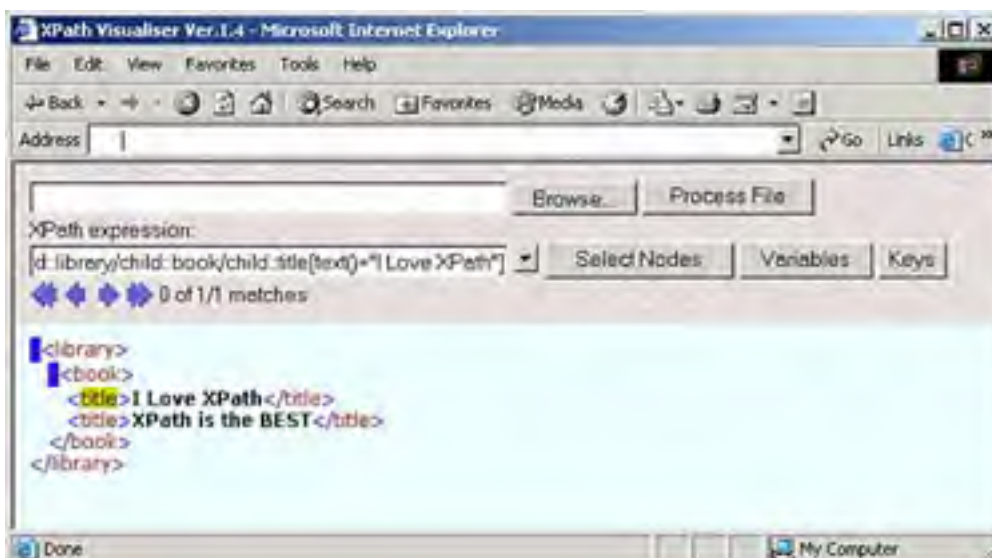 XPath Visualiser Ver.1.4 - Microsoft Internet Explorer
File Edit View Favorites Tools Help
Back Search Favorites Media
Address Go Links
Browse... Process File
XPath expression:
d::library/child::book/child::title[text()="I Love XPath"] Select Nodes Variables Keys
0 of 1/1 matches
<library>
<book>
<title>I Love XPath</title>
<title>XPath is the BEST</title>
</book>
</library>
Done My Computer